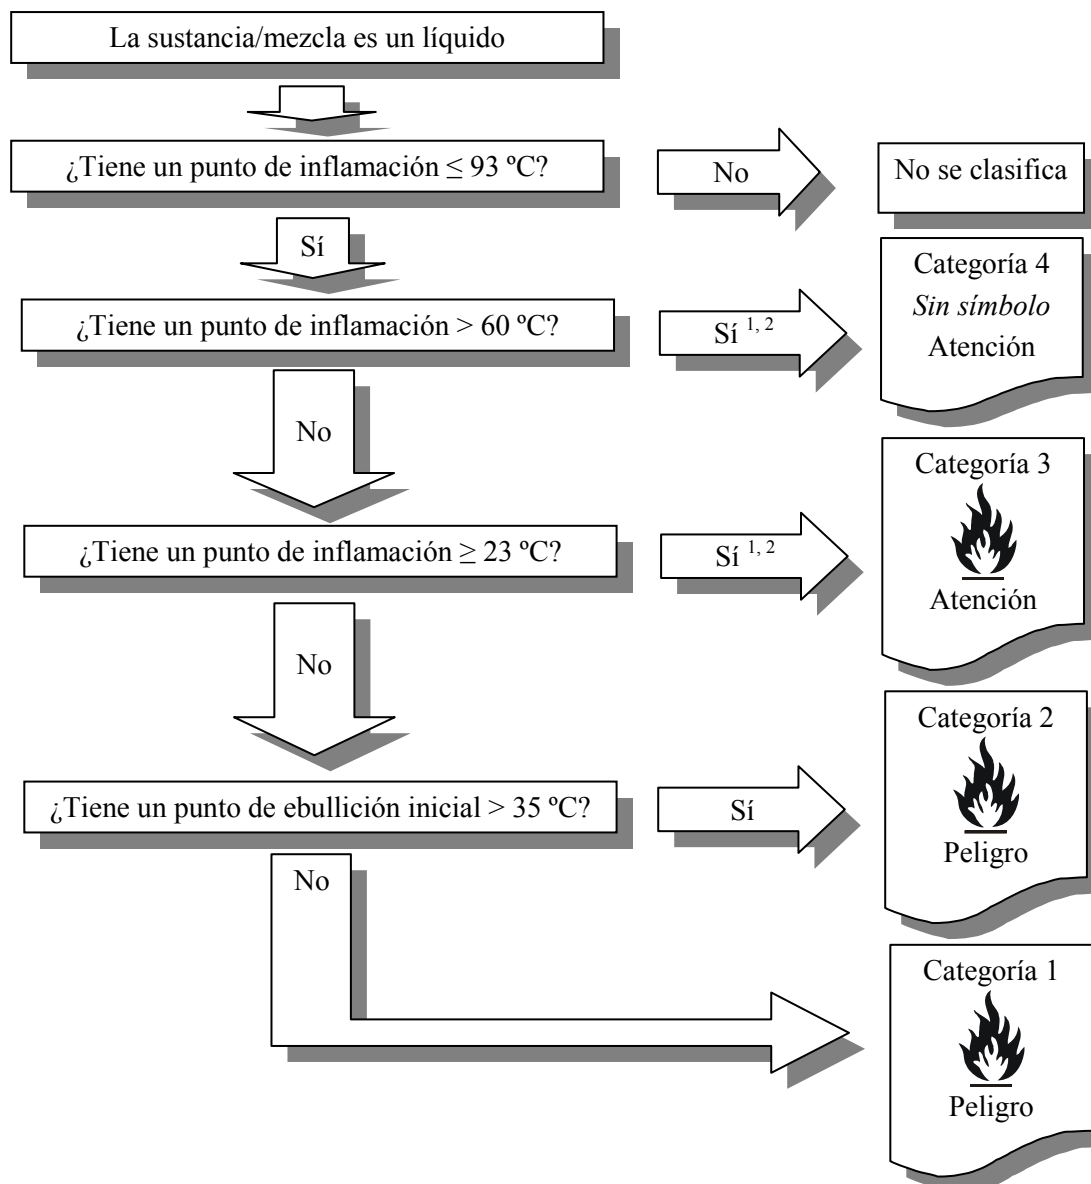 La sustancia/mezcla es un líquido
¿Tiene un punto de inflamación ≤ 93 ºC?
No
No se clasifica
Sí
¿Tiene un punto de inflamación > 60 ºC?
Sí 1, 2
Categoría 4
Sin símbolo
Atención
No
¿Tiene un punto de inflamación ≥ 23 ºC?
Sí 1, 2
Categoría 3
Atención
No
¿Tiene un punto de ebullición inicial > 35 ºC?
Sí
Categoría 2
Peligro
No
Categoría 1
Peligro